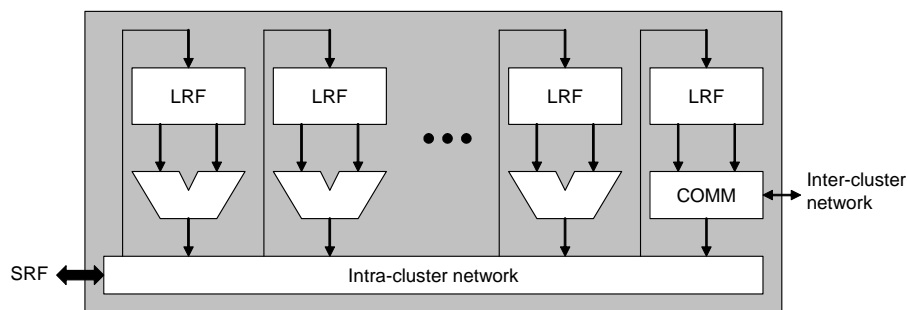 LRF
LRF
LRF
LRF
COMM
Inter-cluster
network
SRF
Intra-cluster network